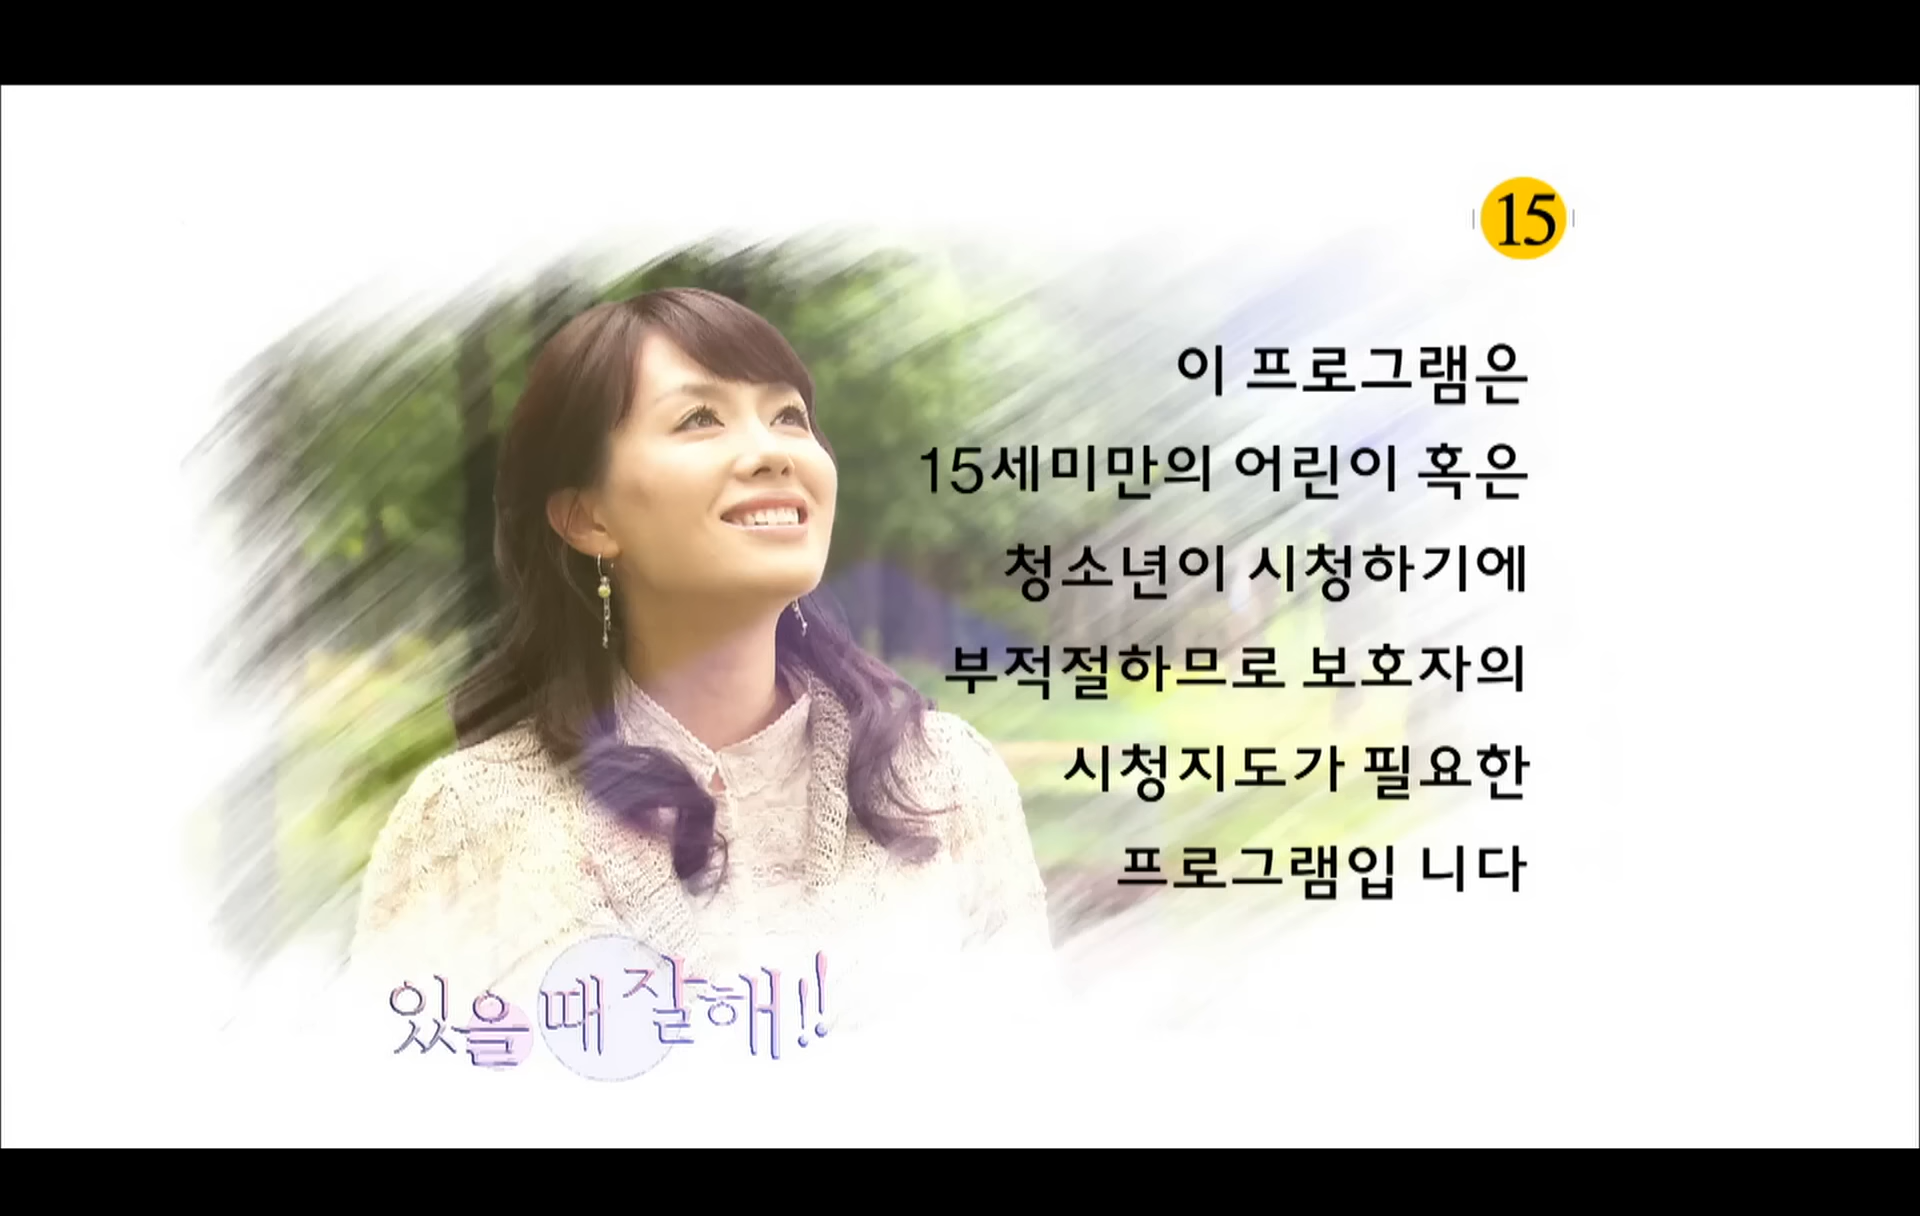 15
이 프로그램은
15세미만의 어린이 혹은
청소년이 시청하기에
부적절하므로 보호자의
시청지도가 필요한
프로그램입 니다
있을 때 잘해!!